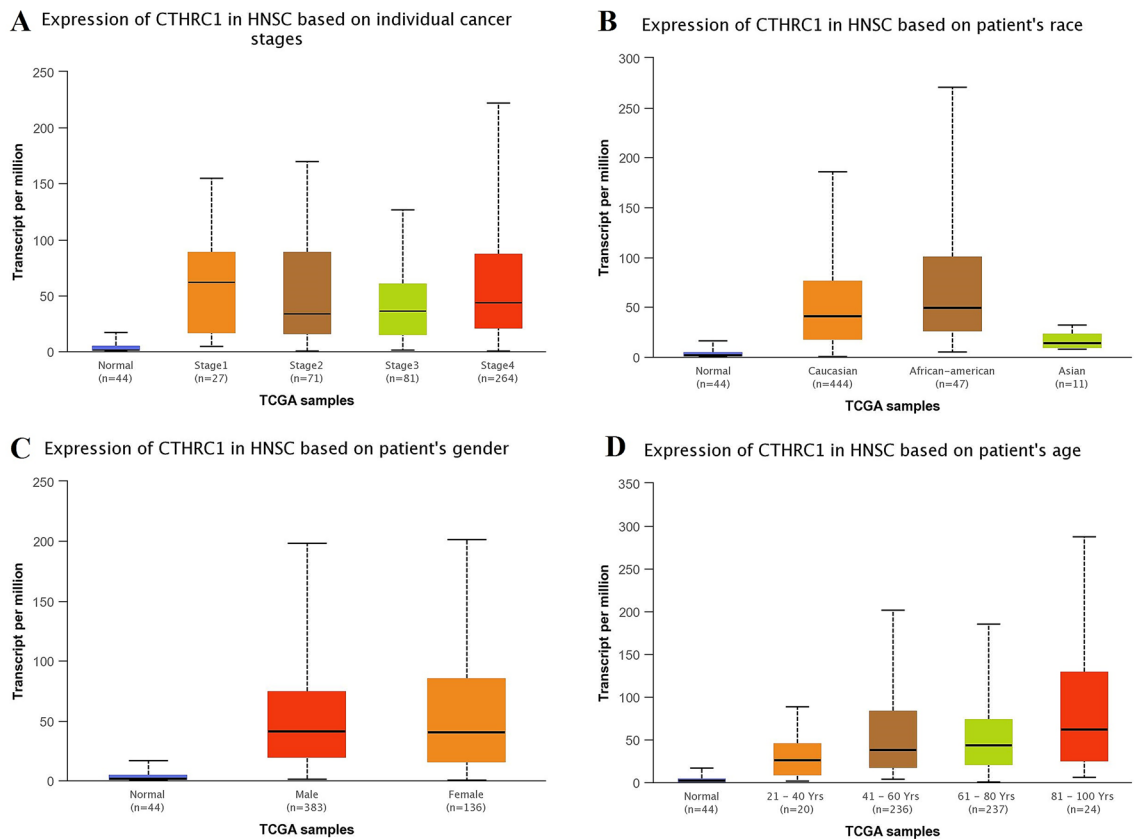 A
Expression of CTHRC1 in HNSC based on individual cancer
stages
Transcript per million
250
200
150
100
50
0
Normal
(n=44)
Stage1
(n=27)
Stage2
(n=71)
Stage3
(n=81)
Stage4
(n=264)
TCGA samples
B
Expression of CTHRC1 in HNSC based on patient's race
Transcript per million
300
250
200
150
100
50
0
Normal
(n=44)
Caucasian
(n=444)
African-american
(n=47)
Asian
(n=11)
TCGA samples
C
Expression of CTHRC1 in HNSC based on patient's gender
Transcript per million
250
200
150
100
50
0
Normal
(n=44)
Male
(n=383)
Female
(n=136)
TCGA samples
D
Expression of CTHRC1 in HNSC based on patient's age
Transcript per million
350
300
250
200
150
100
50
0
Normal
(n=44)
21 - 40 Yrs
(n=20)
41 - 60 Yrs
(n=236)
61 - 80 Yrs
(n=237)
81 - 100 Yrs
(n=24)
TCGA samples